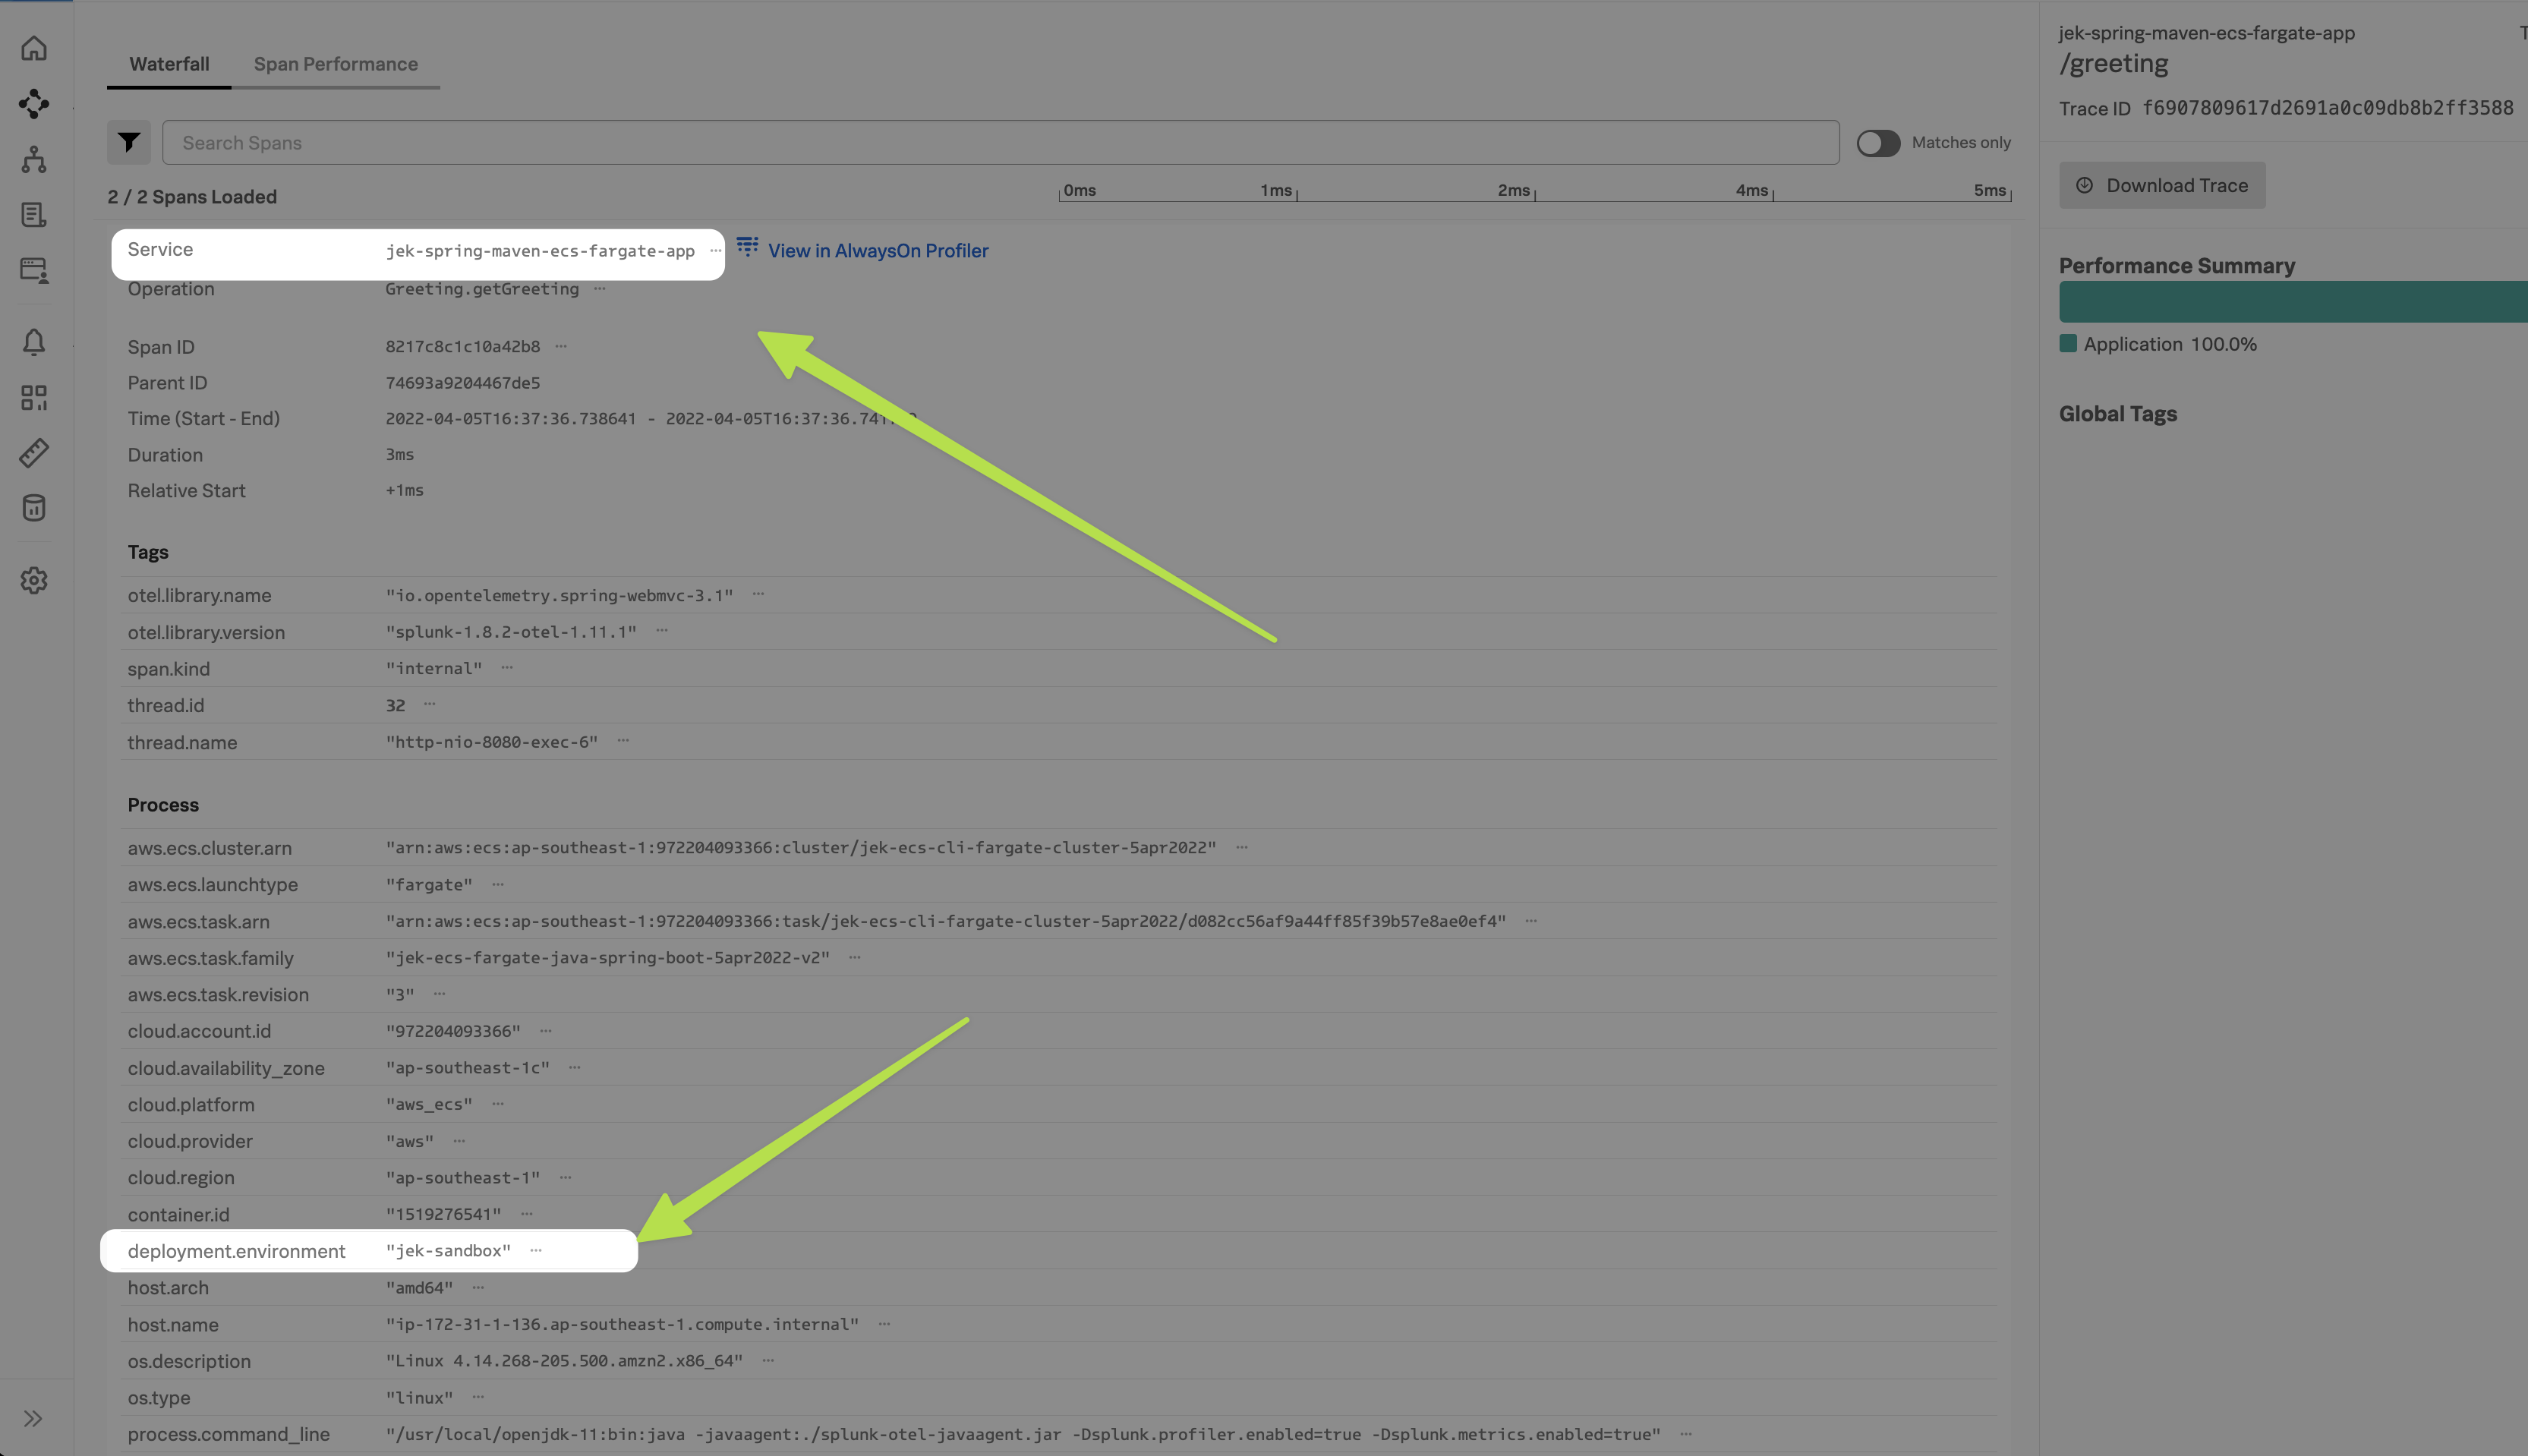 Waterfall Span Performance
Search Spans
Matches only
2 / 2 Spans Loaded
0ms 1ms 2ms 4ms 5ms
Service jek-spring-maven-ecs-fargate-app ... View in AlwaysOn Profiler
Operation Greeting.getGreeting ...
Span ID 8217c8c1c10a42b8 ...
Parent ID 74693a9204467de5
Time (Start - End) 2022-04-05T16:37:36.738641 -
Duration 3ms
Relative Start +1ms
Tags
otel.library.name "io.opentelemetry.spring-webmvc-3.1" ...
otel.library.version "splunk-1.8.2-otel-1.11.1" ...
span.kind "internal" ...
thread.id 32 ...
thread.name "http-nio-8080-exec-6" ...
Process
aws.ecs.cluster.arn "arn:aws:ecs:ap-southeast-1:972204093366:cluster/jek-ecs-cli-fargate-cluster-5apr2022" ...
aws.ecs.launchtype "fargate" ...
aws.ecs.task.arn "arn:aws:ecs:ap-southeast-1:972204093366:task/jek-ecs-cli-fargate-cluster-5apr2022/d082cc56af9a44ff85f39b57e8ae0ef4" ...
aws.ecs.task.family "jek-ecs-fargate-java-spring-boot-5apr2022-v2" ...
aws.ecs.task.revision "3" ...
cloud.account.id "972204093366" ...
cloud.availability_zone "ap-southeast-1c" ...
cloud.platform "aws_ecs" ...
cloud.provider "aws" ...
cloud.region "ap-southeast-1" ...
container.id "1519276541" ...
deployment.environment "jek-sandbox" ...
host.arch "amd64" ...
host.name "ip-172-31-1-136.ap-southeast-1.compute.internal" ...
os.description "Linux 4.14.268-205.500.amzn2.x86_64" ...
os.type "linux" ...
process.command_line "/usr/local/openjdk-11:bin:java -javaagent:./splunk-otel-javaagent.jar -Dsplunk.profiler.enabled=true -Dsplunk.metrics.enabled=true" ...
jek-spring-maven-ecs-fargate-app
/greeting
Trace ID f6907809617d2691a0c09db8b2ff3588
Download Trace
Performance Summary
Application 100.0%
Global Tags